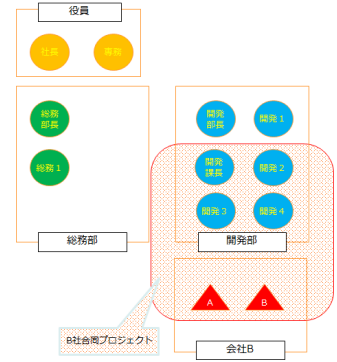 役員
社長
専務
総務
部長
総務１
総務部
開発
部長
開発１
開発
課長
開発２
開発３
開発４
開発部
A
B
会社B
B社合同プロジェクト